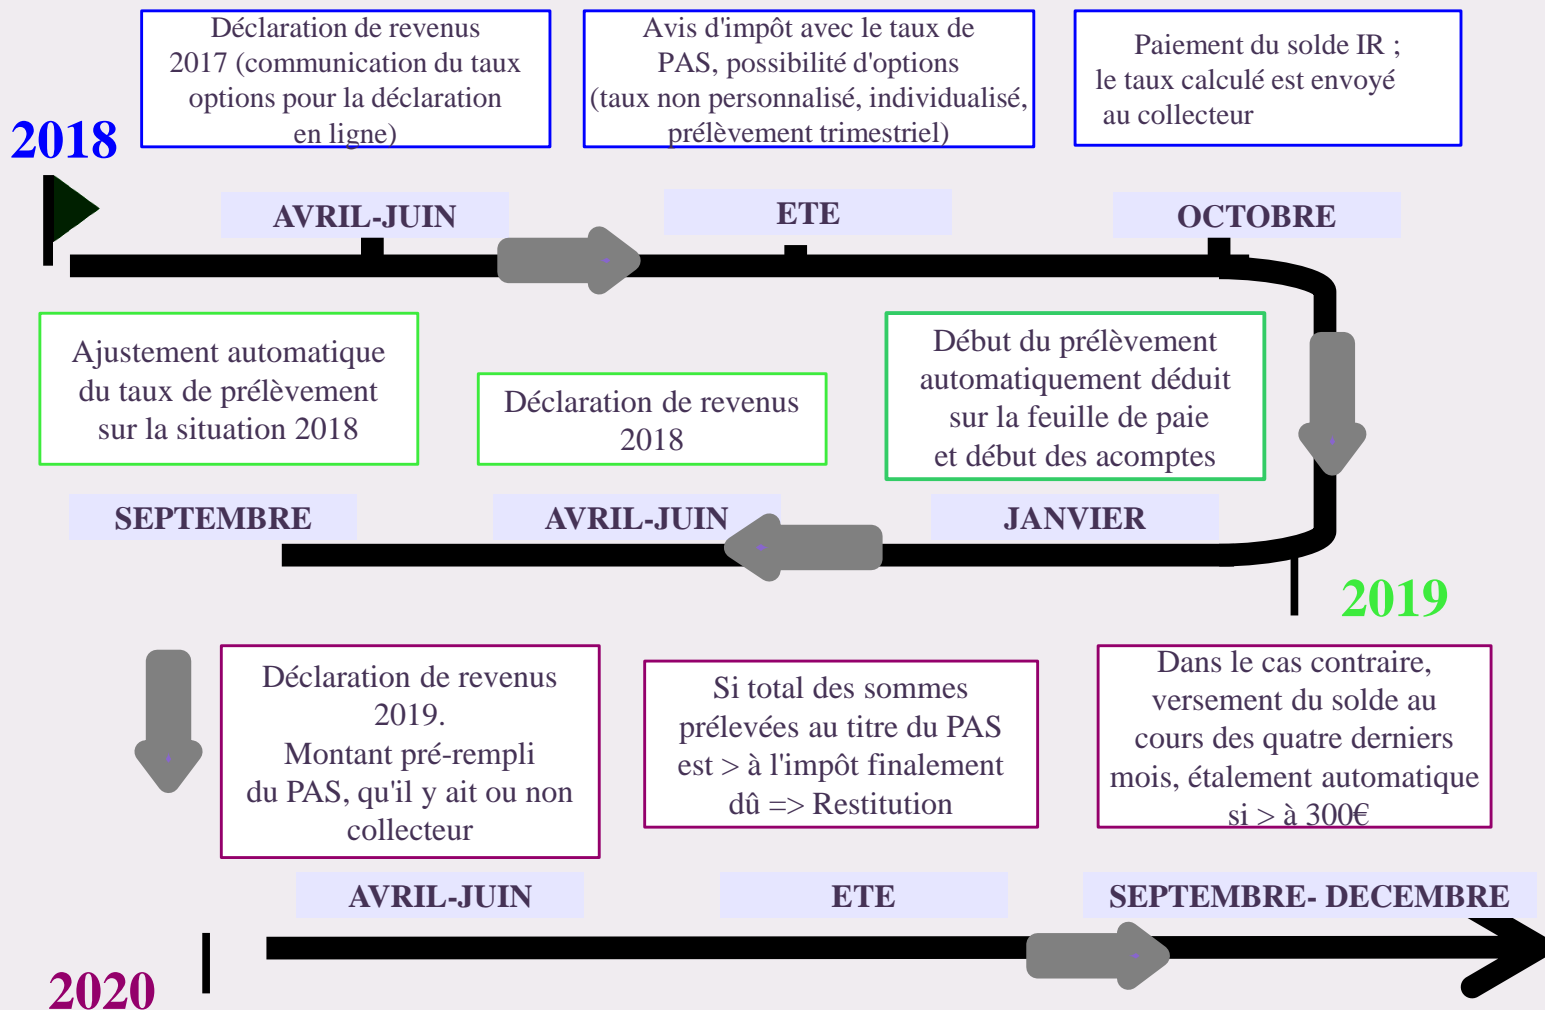 Déclaration de revenus
2017 (communication du taux
options pour la déclaration
en ligne)
Avis d'impôt avec le taux de
PAS, possibilité d'options
(taux non personnalisé, individualisé,
prélèvement trimestriel)
Paiement du solde IR ;
le taux calculé est envoyé
au collecteur
2018
AVRIL-JUIN
ETE
OCTOBRE
Ajustement automatique
du taux de prélèvement
sur la situation 2018
Déclaration de revenus
2018
Début du prélèvement
automatiquement déduit
sur la feuille de paie
et début des acomptes
SEPTEMBRE
AVRIL-JUIN
JANVIER
2019
Déclaration de revenus
2019.
Montant pré-rempli
du PAS, qu'il y ait ou non
collecteur
Si total des sommes
prélevées au titre du PAS
est > à l'impôt finalement
dû => Restitution
Dans le cas contraire,
versement du solde au
cours des quatre derniers
mois, étalement automatique
si > à 300€
AVRIL-JUIN
ETE
SEPTEMBRE- DECEMBRE
2020